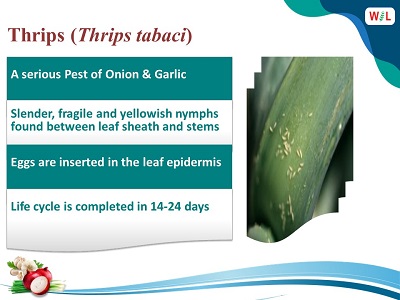 W!L
Thrips (Thrips tabaci)
A serious Pest of Onion & Garlic
Slender, fragile and yellowish nymphs
found between leaf sheath and stems
Eggs are inserted in the leaf epidermis
Life cycle is completed in 14-24 days